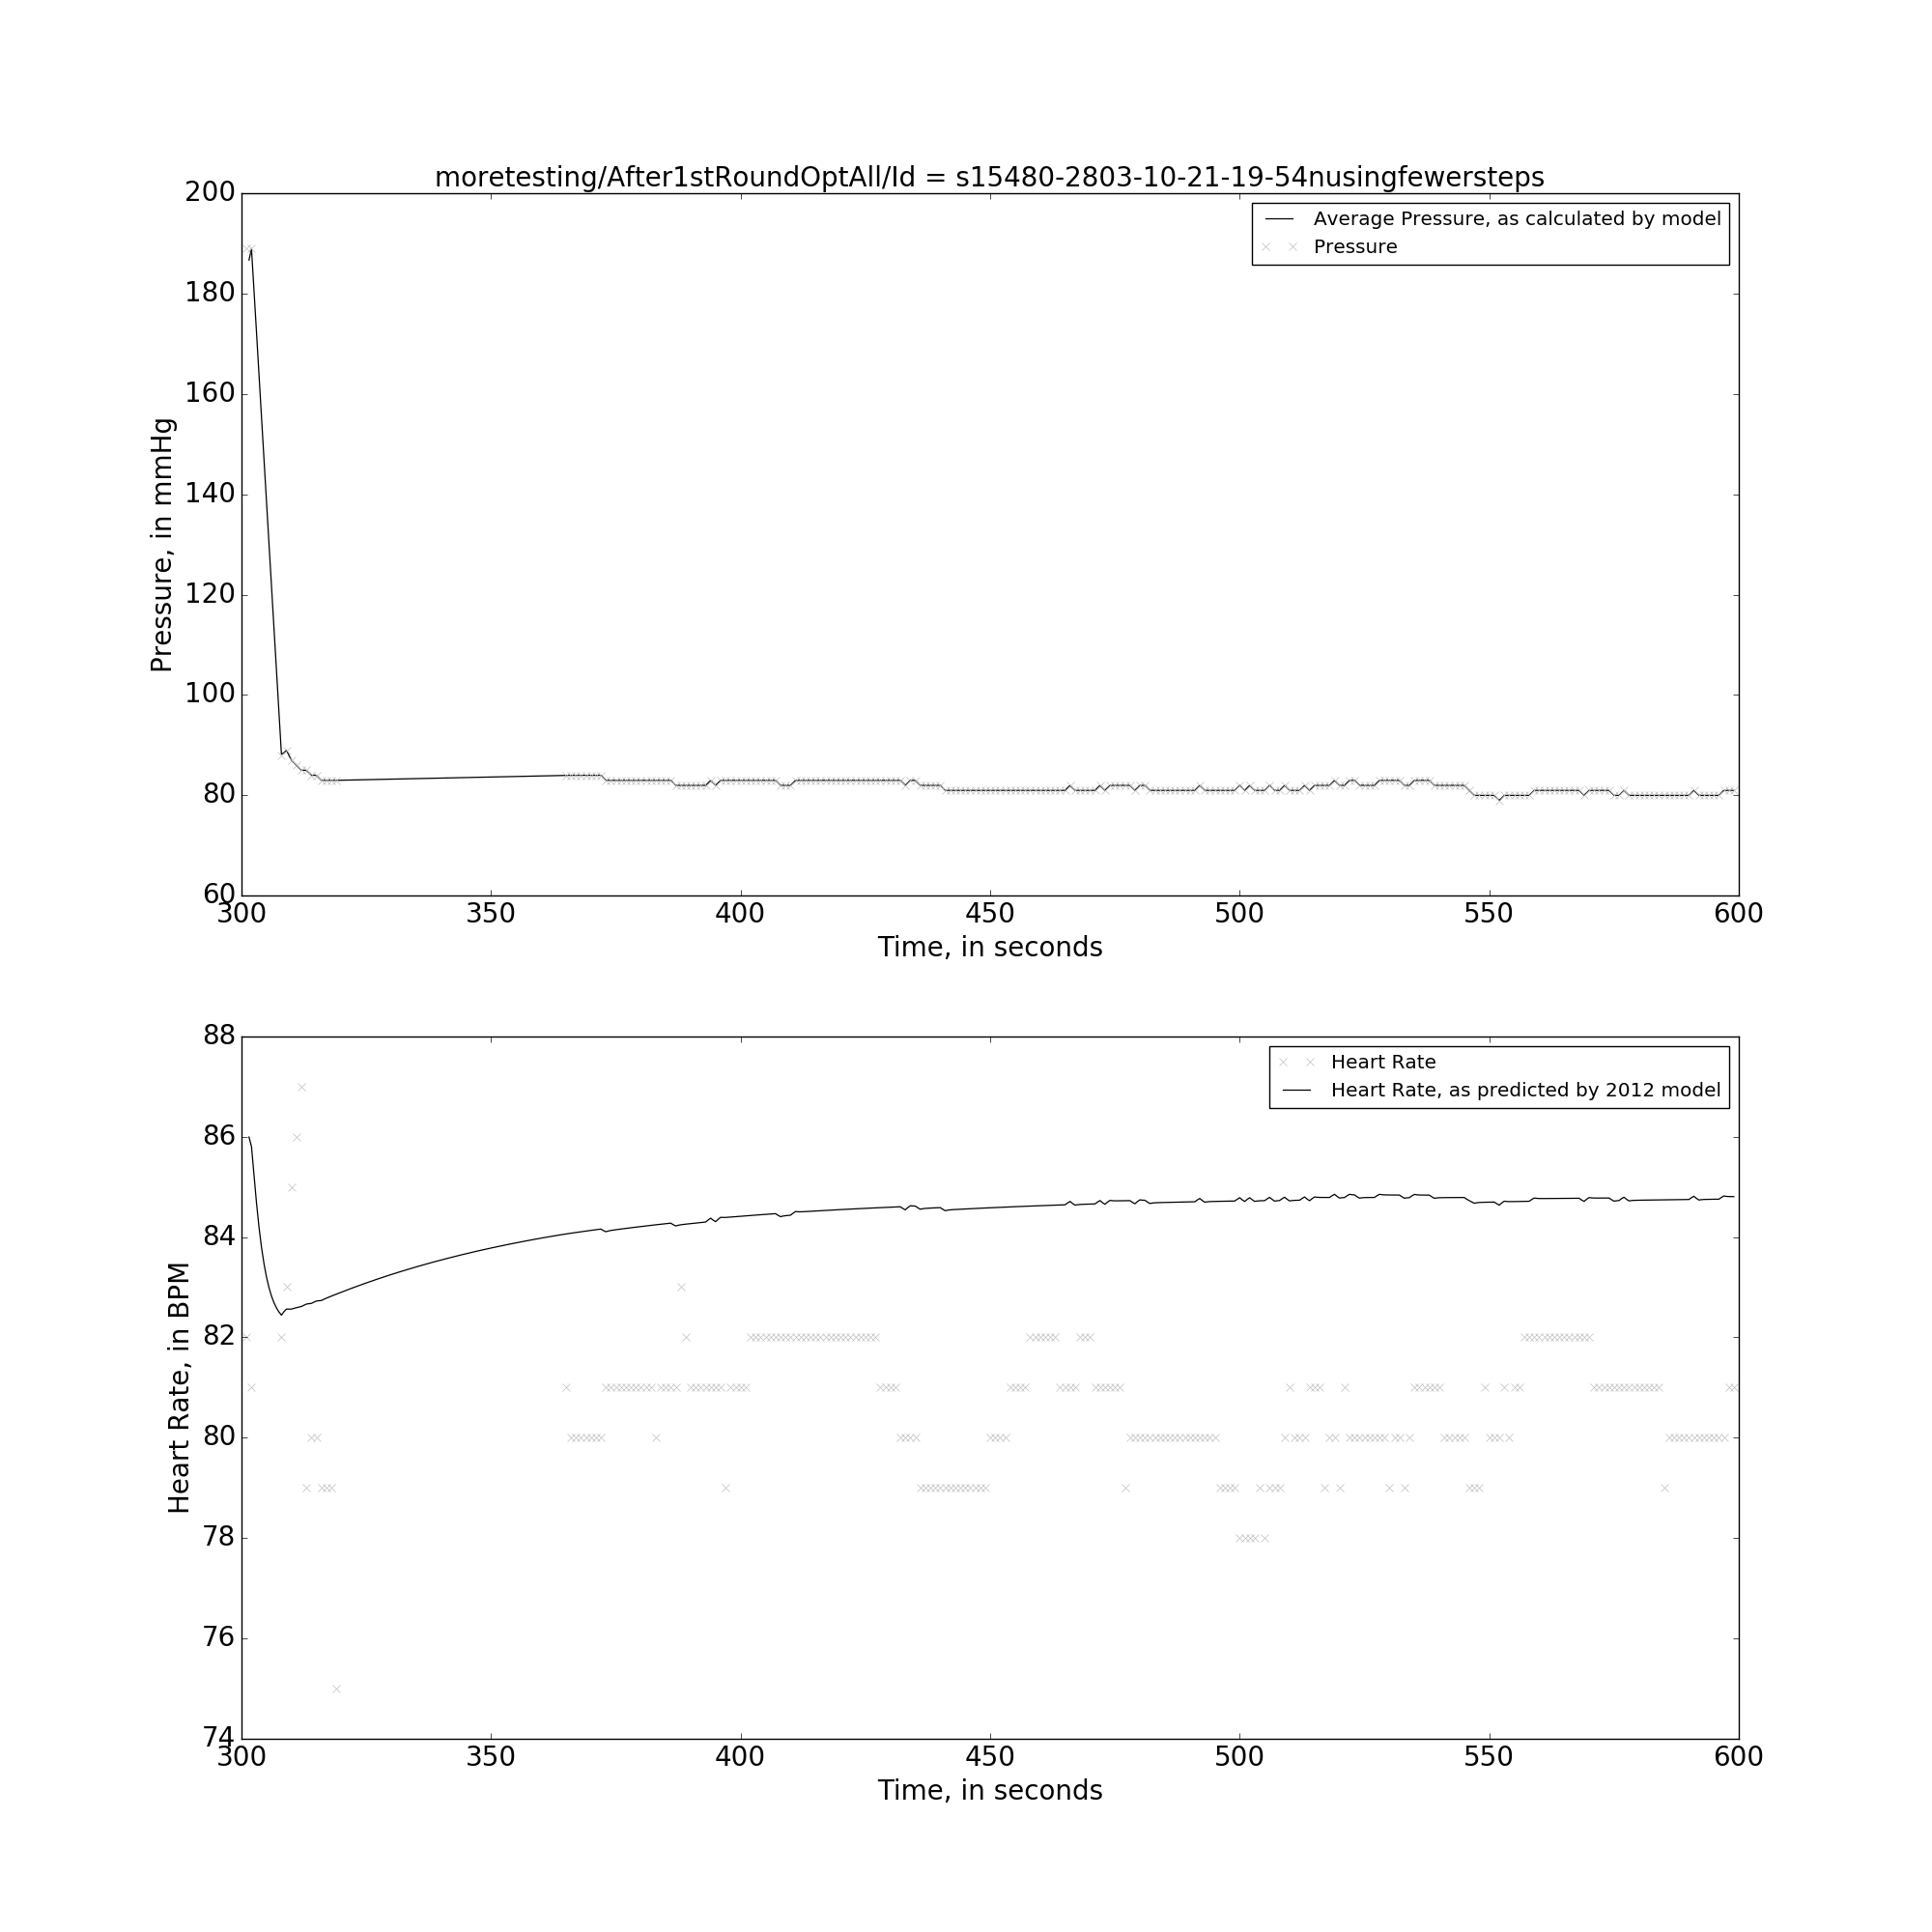 moretesting/After1stRoundOptAll/Id = s15480-2803-10-21-19-54nusingfewersteps
200
180
160
140
120
100
80
60
Pressure, in mmHg
Average Pressure, as calculated by model
Pressure
300 350 400 450 500 550 600
Time, in seconds
88
86
84
82
80
78
76
74
Heart Rate, in BPM
Heart Rate
Heart Rate, as predicted by 2012 model
300 350 400 450 500 550 600
Time, in seconds